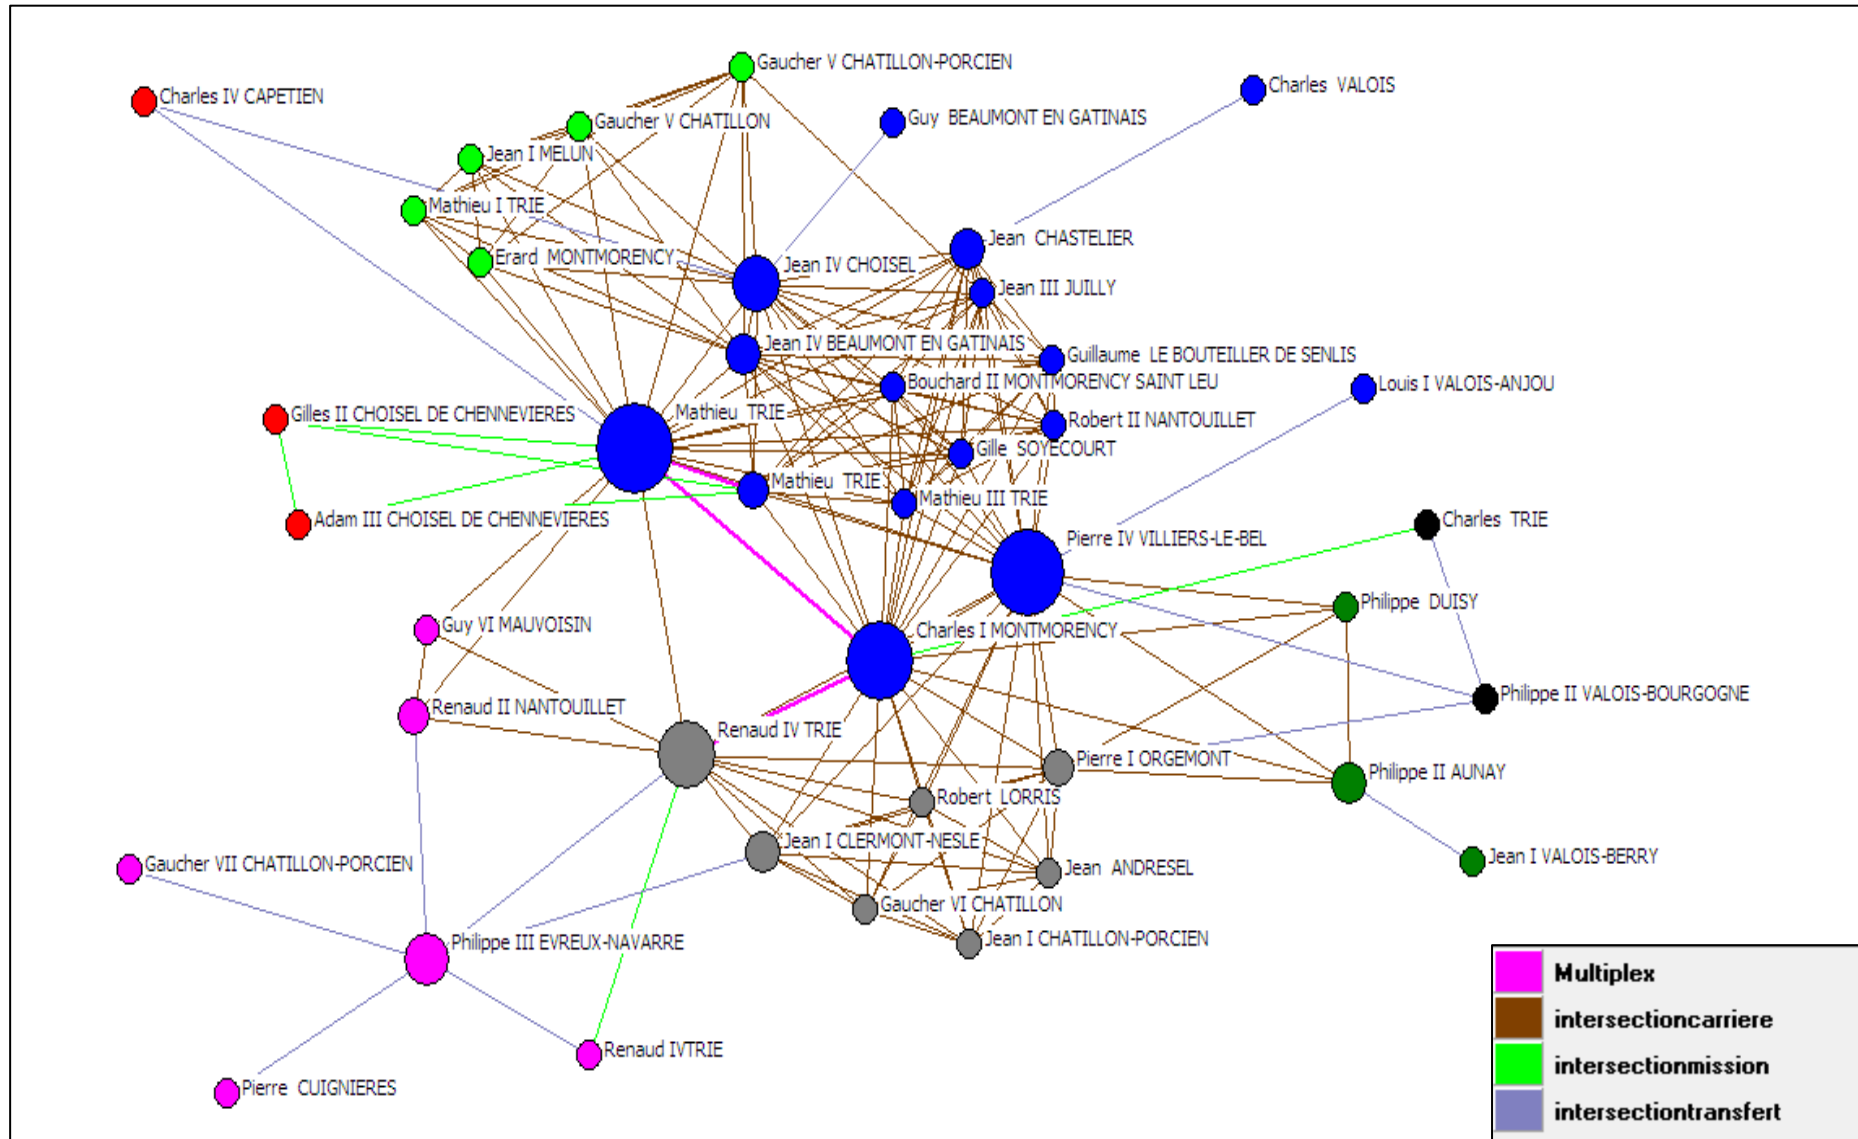 Gaucher V CHATILLON-PORCIEN
Charles IV CAPETIEN
Charles VALOIS
Gaucher V CHATILLON
Guy BEAUMONT EN GATINAIS
Jean I MELUN
Mathieu I TRIE
Jean CHASTELIER
Erard MONTMORENCY
Jean IV CHOISEL
Jean III JUILLY
Jean IV BEAUMONT EN GATINAIS
Guillaume LE BOUTEILLER DE SENLIS
Bouchard II MONTMORENCY SAINT LEU
Louis I VALOIS-ANJOU
Gilles II CHOISEL DE CHENNEVIERES
Mathieu TRIE
Robert II NANTOUILLET
Gille SOYECOURT
Mathieu TRIE
Mathieu III TRIE
Adam III CHOISEL DE CHENNEVIERES
Charles TRIE
Pierre IV VILLIERS-LE-BEL
Philippe DUISY
Guy VI MAUVOISIN
Charles I MONTMORENCY
Philippe II VALOIS-BOURGOGNE
Renaud II NANTOUILLET
Renaud IV TRIE
Pierre I ORGEMONT
Philippe II AUNAY
Robert LORRIS
Jean I CLERMONT-NESLE
Jean I VALOIS-BERRY
Gaucher VII CHATILLON-PORCIEN
Jean ANDRESEL
Gaucher VI CHATILLON
Philippe III EVREUX-NAVARRE
Jean I CHATILLON-PORCIEN
Renaud IVTRIE
Pierre CUIGNIERES
Multiplex
intersectioncarriere
intersectionmission
intersectiontransfert